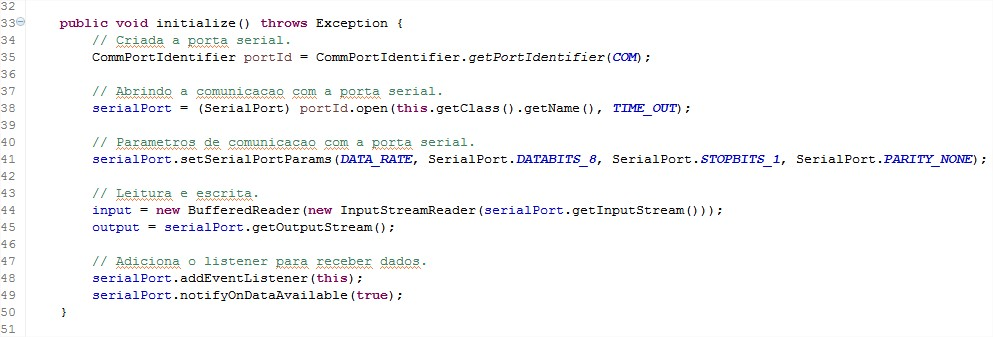 32
33 public void initialize() throws Exception {
34 // Criada a porta serial.
35 CommPortIdentifier portId = CommPortIdentifier.getPortIdentifier(COM);
36
37 // Abrindo a comunicacao com a porta serial.
38 serialPort = (SerialPort) portId.open(this.getClass().getName(), TIME_OUT);
39
40 // Parametros de comunicacao com a porta serial.
41 serialPort.setSerialPortParams(DATA_RATE, SerialPort.DATABITS_8, SerialPort.STOPBITS_1, SerialPort.PARITY_NONE);
42
43 // Leitura e escrita.
44 input = new BufferedReader(new InputStreamReader(serialPort.getInputStream()));
45 output = serialPort.getOutputStream();
46
47 // Adiciona o listener para receber dados.
48 serialPort.addEventListener(this);
49 serialPort.notifyOnDataAvailable(true);
50 }
51